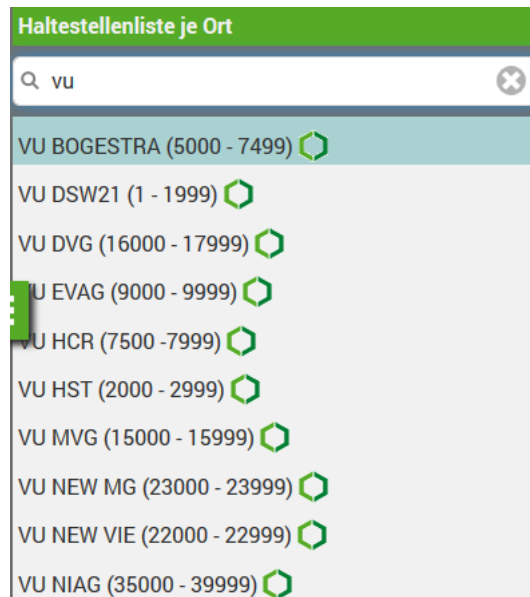 Haltestellenliste je Ort
vu
VU BOGESTRA (5000 - 7499)
VU DSW21 (1 - 1999)
VU DVG (16000 - 17999)
VU EVAG (9000 - 9999)
VU HCR (7500 -7999)
VU HST (2000 - 2999)
VU MVG (15000 - 15999)
VU NEW MG (23000 - 23999)
VU NEW VIE (22000 - 22999)
VU NIAG (35000 - 39999)